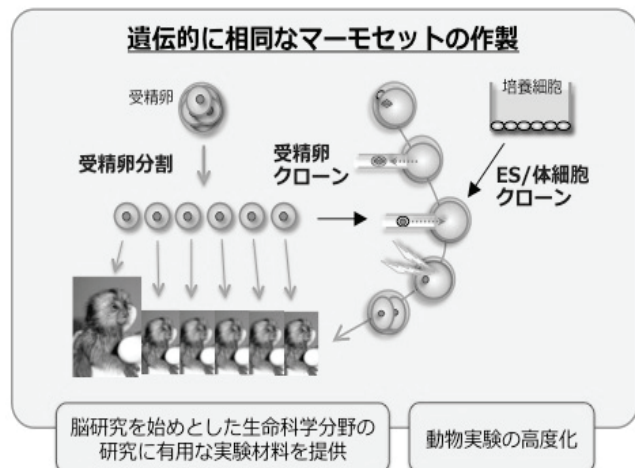 遺伝的に相同なマーモセットの作製
受精卵
培養細胞
受精卵分割
受精卵
クローン
ES/体細胞
クローン
脳研究を始めとした生命科学分野の
研究に有用な実験材料を提供
動物実験の高度化